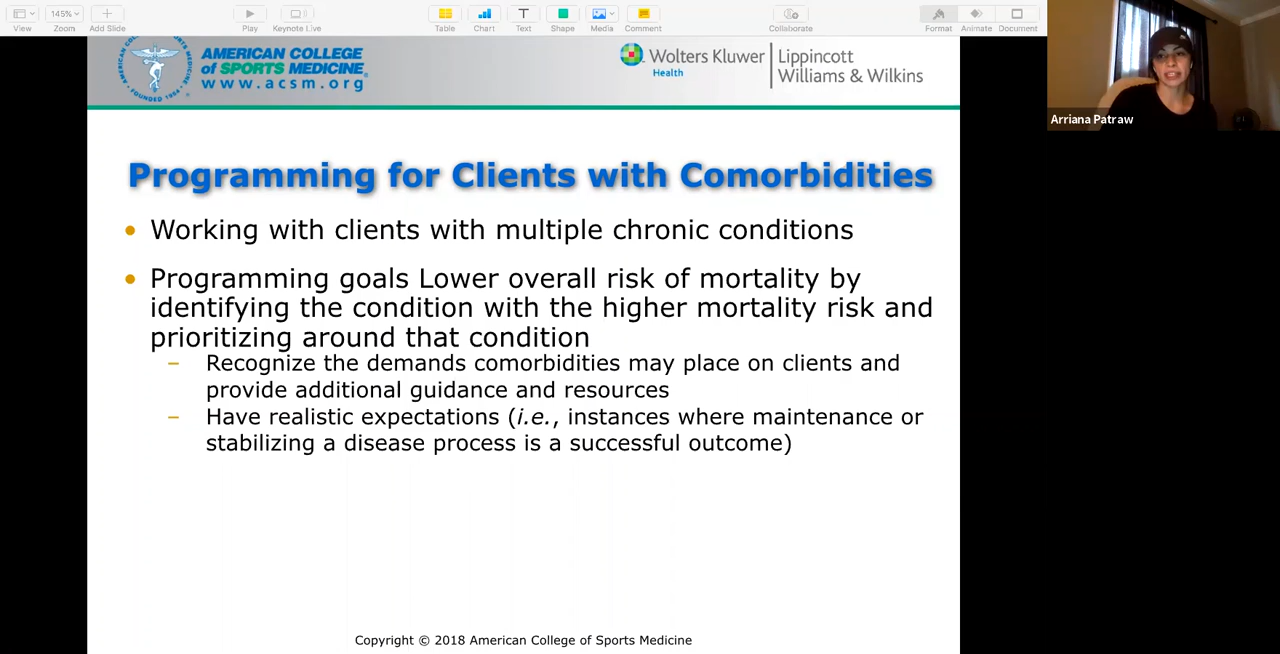 View
145%
Zoom
Add Slide
Play
Keynote Live
Table
Chart
Text
Shape
Media
Comment
Collaborate
Format
Animate
Document
AMERICAN COLLEGE
of SPORTS MEDICINE®
www.acsm.org
FOUNDED 1954
Wolters Kluwer
Health
Lippincott
Williams & Wilkins
Arriana Patraw
Programming for Clients with Comorbidities
• Working with clients with multiple chronic conditions
• Programming goals Lower overall risk of mortality by
identifying the condition with the higher mortality risk and
prioritizing around that condition
– Recognize the demands comorbidities may place on clients and
provide additional guidance and resources
– Have realistic expectations (i.e., instances where maintenance or
stabilizing a disease process is a successful outcome)
Copyright © 2018 American College of Sports Medicine